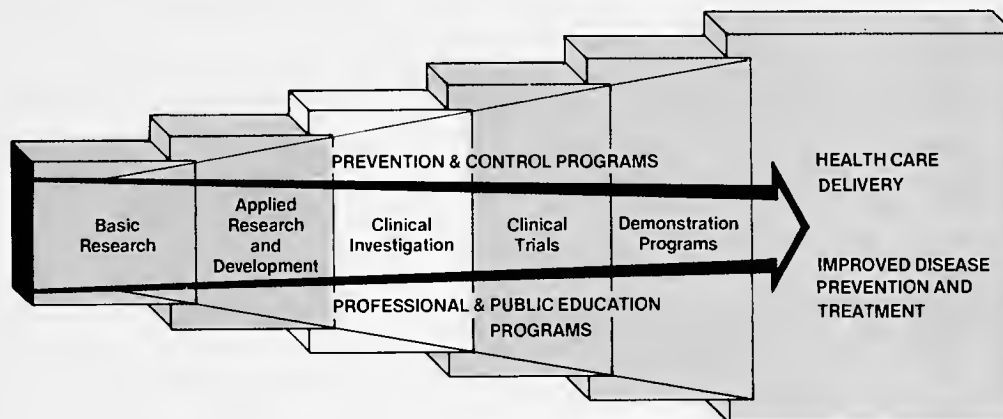 PREVENTION & CONTROL PROGRAMS
HEALTH CARE
DELIVERY
Basic
Research
Applied
Research
and
Development
Clinical
Investigation
Clinical
Trials
Demonstration
Programs
IMPROVED DISEASE
PREVENTION AND
TREATMENT
PROFESSIONAL & PUBLIC EDUCATION
PROGRAMS